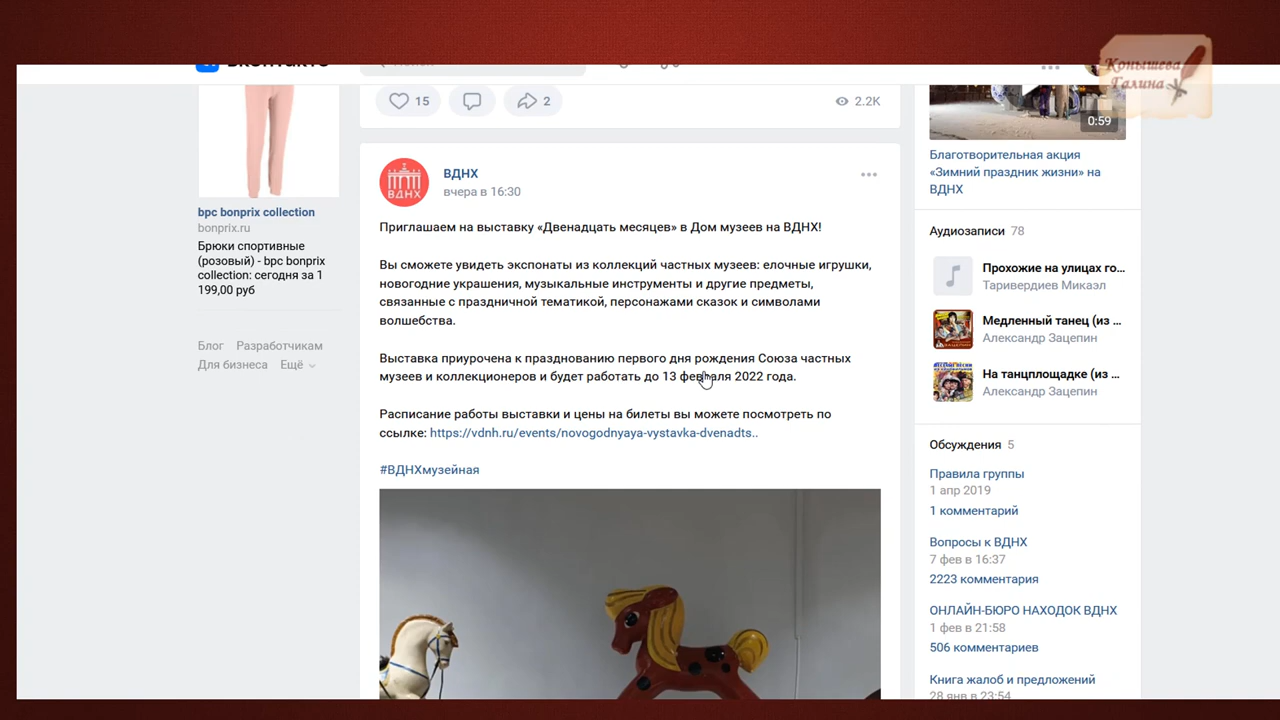 Конышева
Галина
15
2
2.2K
ВДНХ
ВДНХ
вчера в 16:30
Приглашаем на выставку «Двенадцать месяцев» в Дом музеев на ВДНХ!
Вы сможете увидеть экспонаты из коллекций частных музеев: елочные игрушки,
новогодние украшения, музыкальные инструменты и другие предметы,
связанные с праздничной тематикой, персонажами сказок и символами
волшебства.
Выставка приурочена к празднованию первого дня рождения Союза частных
музеев и коллекционеров и будет работать до 13 февраля 2022 года.
Расписание работы выставки и цены на билеты вы можете посмотреть по
ссылке: https://vdnh.ru/events/novogodnyaya-vystavka-dvenadts..
#ВДНХмузейная
bpc bonprix collection
bonprix.ru
Брюки спортивные
(розовый) - bpc bonprix
collection: сегодня за 1
199,00 руб
Блог Разработчикам
Для бизнеса Ещё
0:59
Благотворительная акция
«Зимний праздник жизни» на
ВДНХ
Аудиозаписи 78
Прохожие на улицах го...
Таривердиев Микаэл
Медленный танец (из ...
Александр Зацепин
На танцплощадке (из ...
Александр Зацепин
Обсуждения 5
Правила группы
1 апр 2019
1 комментарий
Вопросы к ВДНХ
7 фев в 16:37
2223 комментария
ОНЛАЙН-БЮРО НАХОДОК ВДНХ
1 фев в 21:58
506 комментариев
Книга жалоб и предложений
28 янв в 23:54